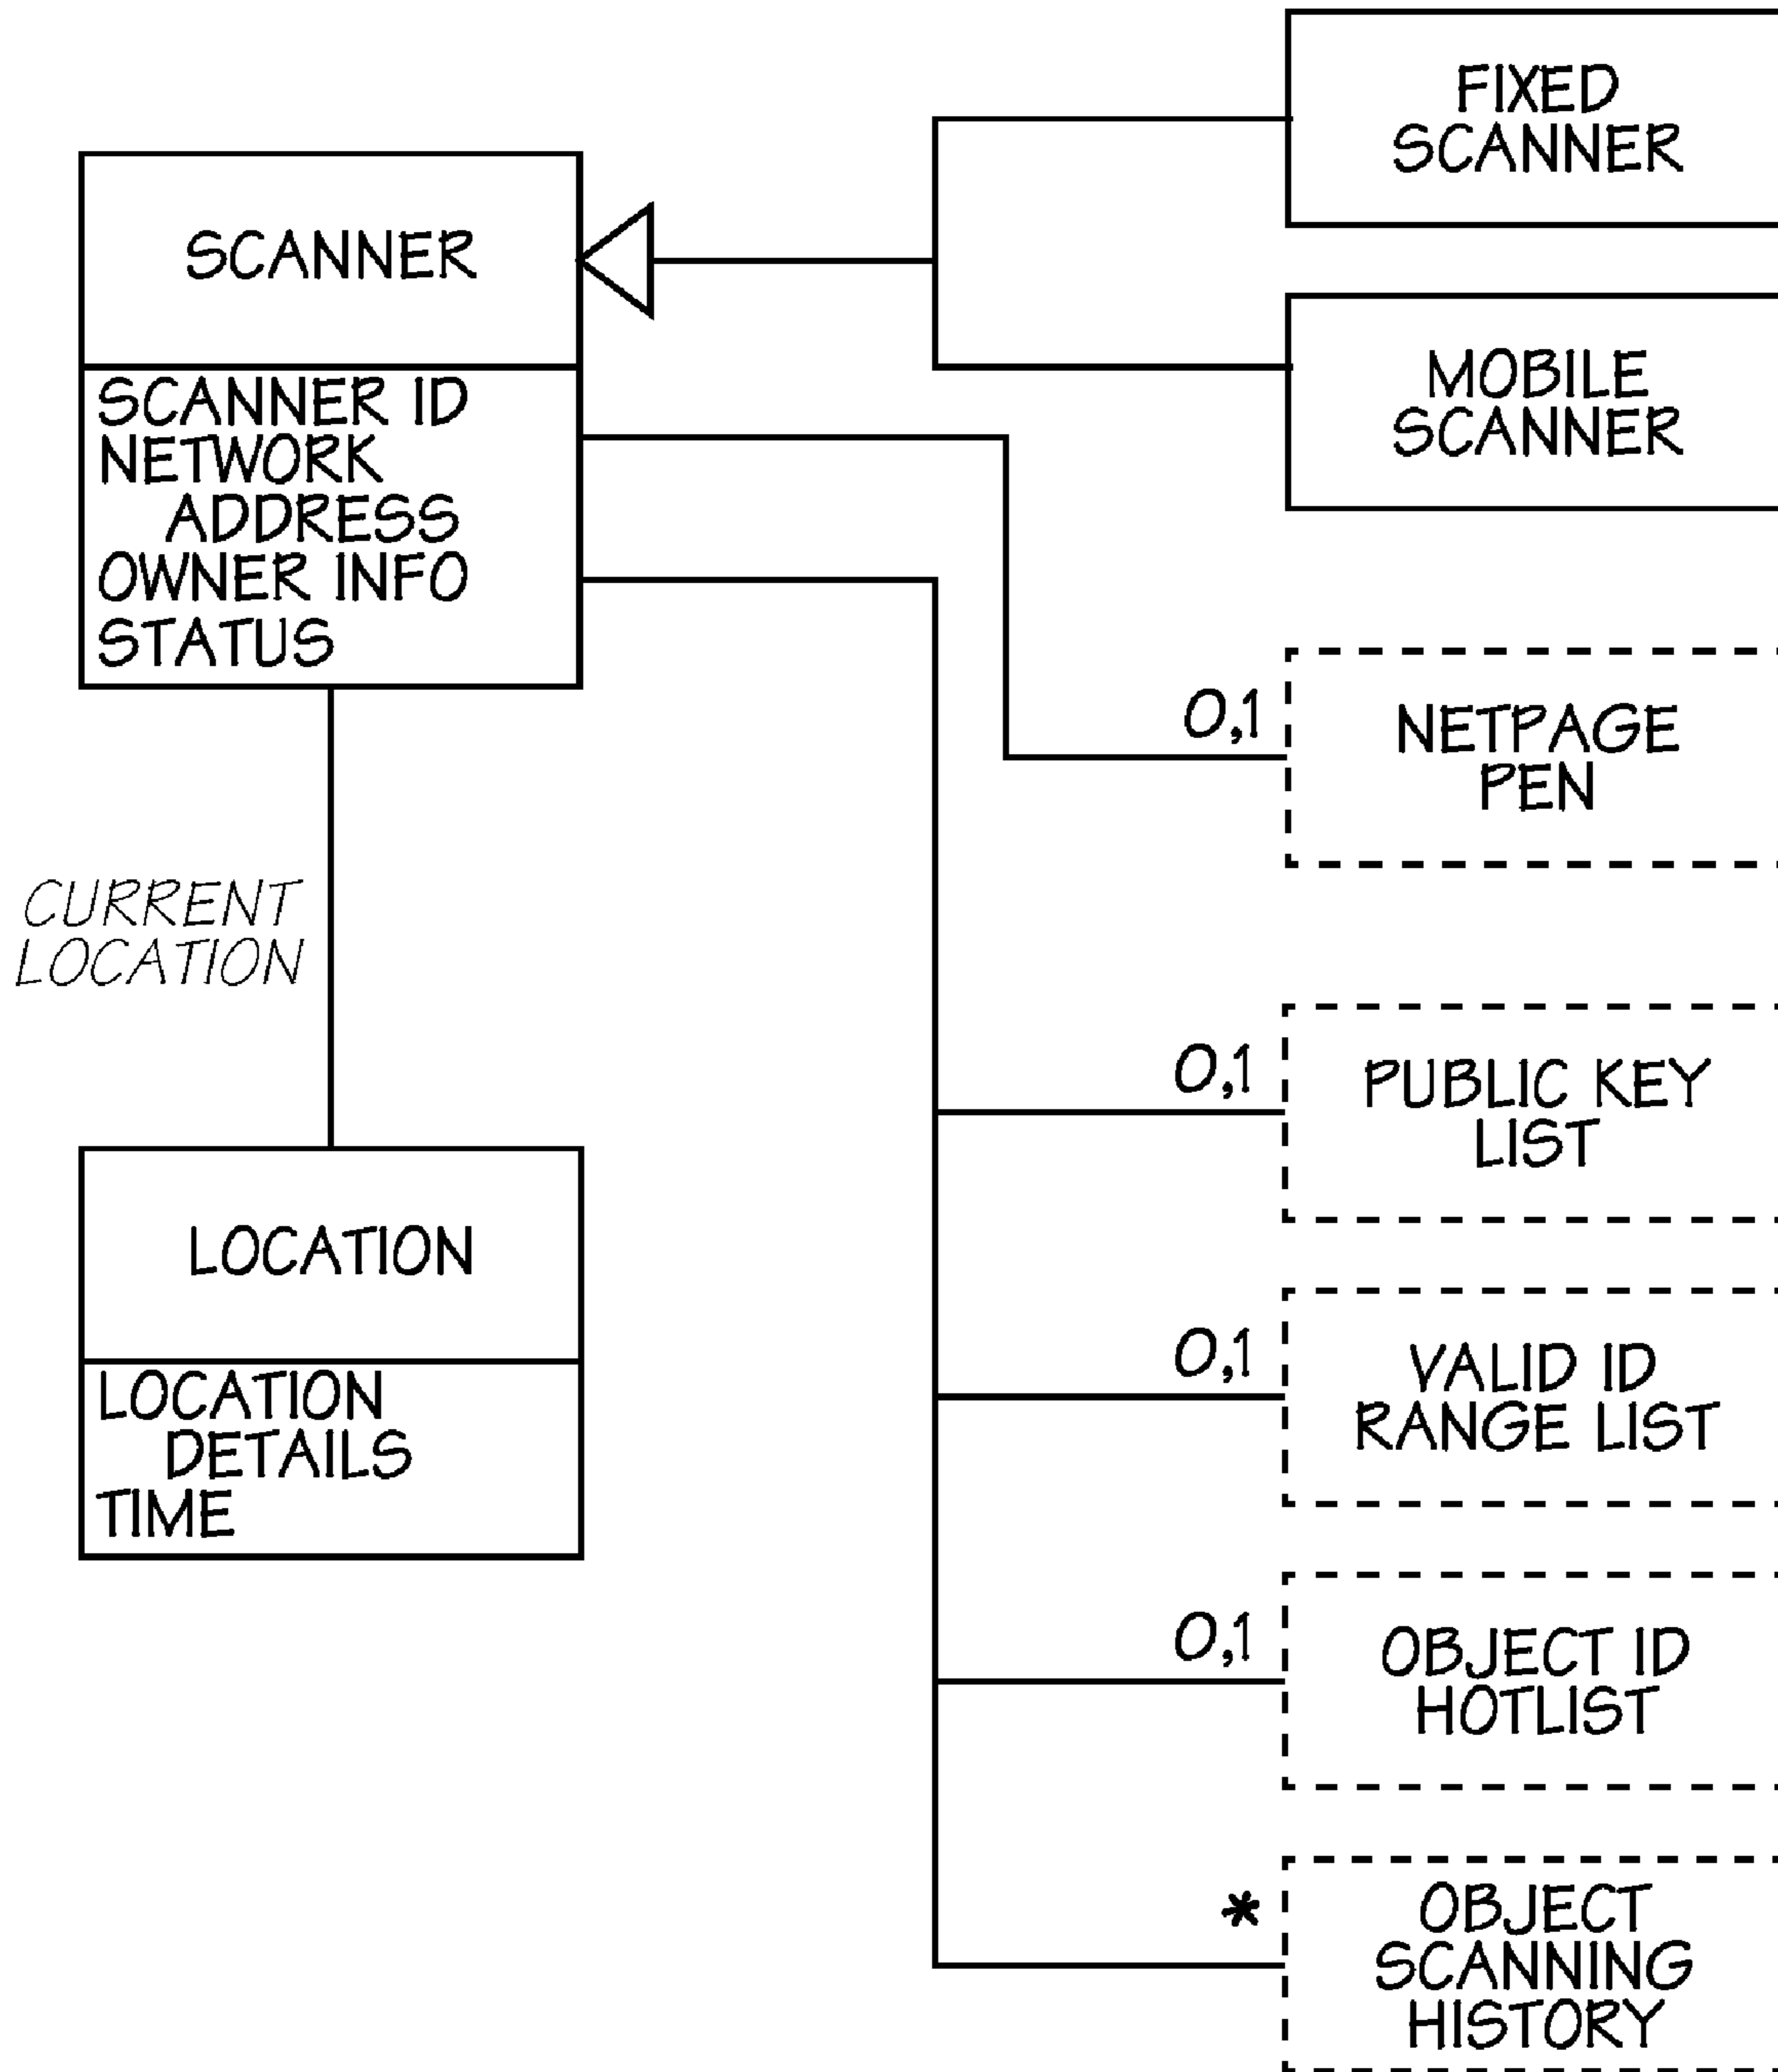 SCANNER
SCANNER ID
NETWORK
ADDRESS
OWNER INFO
STATUS
CURRENT
LOCATION
LOCATION
LOCATION
DETAILS
TIME
FIXED
SCANNER
MOBILE
SCANNER
0,1
NETPAGE
PEN
0,1
PUBLIC KEY
LIST
0,1
VALID ID
RANGE LIST
0,1
OBJECT ID
HOTLIST
*
OBJECT
SCANNING
HISTORY